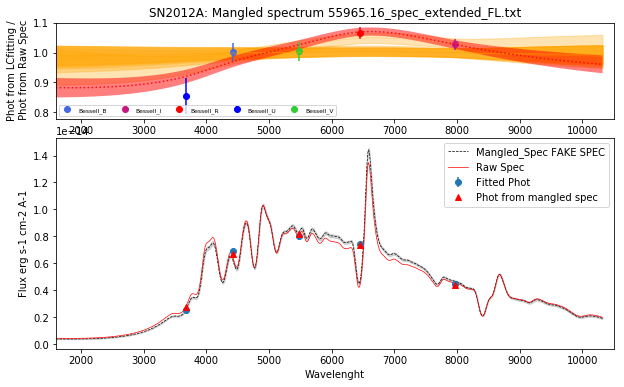 SN2012A: Mangled spectrum 55965.16_spec_extended_FL.txt
Phot from LCfitting /
Phot from Raw Spec
1.1
1.0
0.9
0.8
Bessell_B
Bessell_I
Bessell_R
Bessell_U
Bessell_V
2000 3000 4000 5000 6000 7000 8000 9000 10000
1e−14
Flux erg s-1 cm-2 A-1
1.4
1.2
1.0
0.8
0.6
0.4
0.2
0.0
Mangled_Spec FAKE SPEC
Raw Spec
Fitted Phot
Phot from mangled spec
2000 3000 4000 5000 6000 7000 8000 9000 10000
Wavelenght